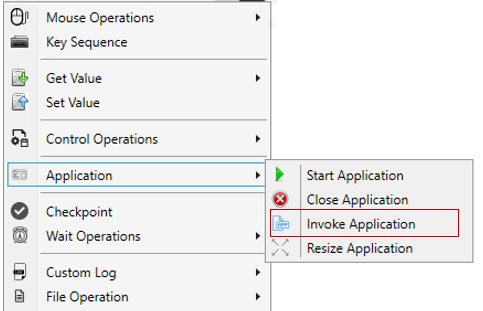 Mouse Operations
Key Sequence
Get Value
Set Value
Control Operations
Application
Start Application
Close Application
Invoke Application
Resize Application
Checkpoint
Wait Operations
Custom Log
File Operation